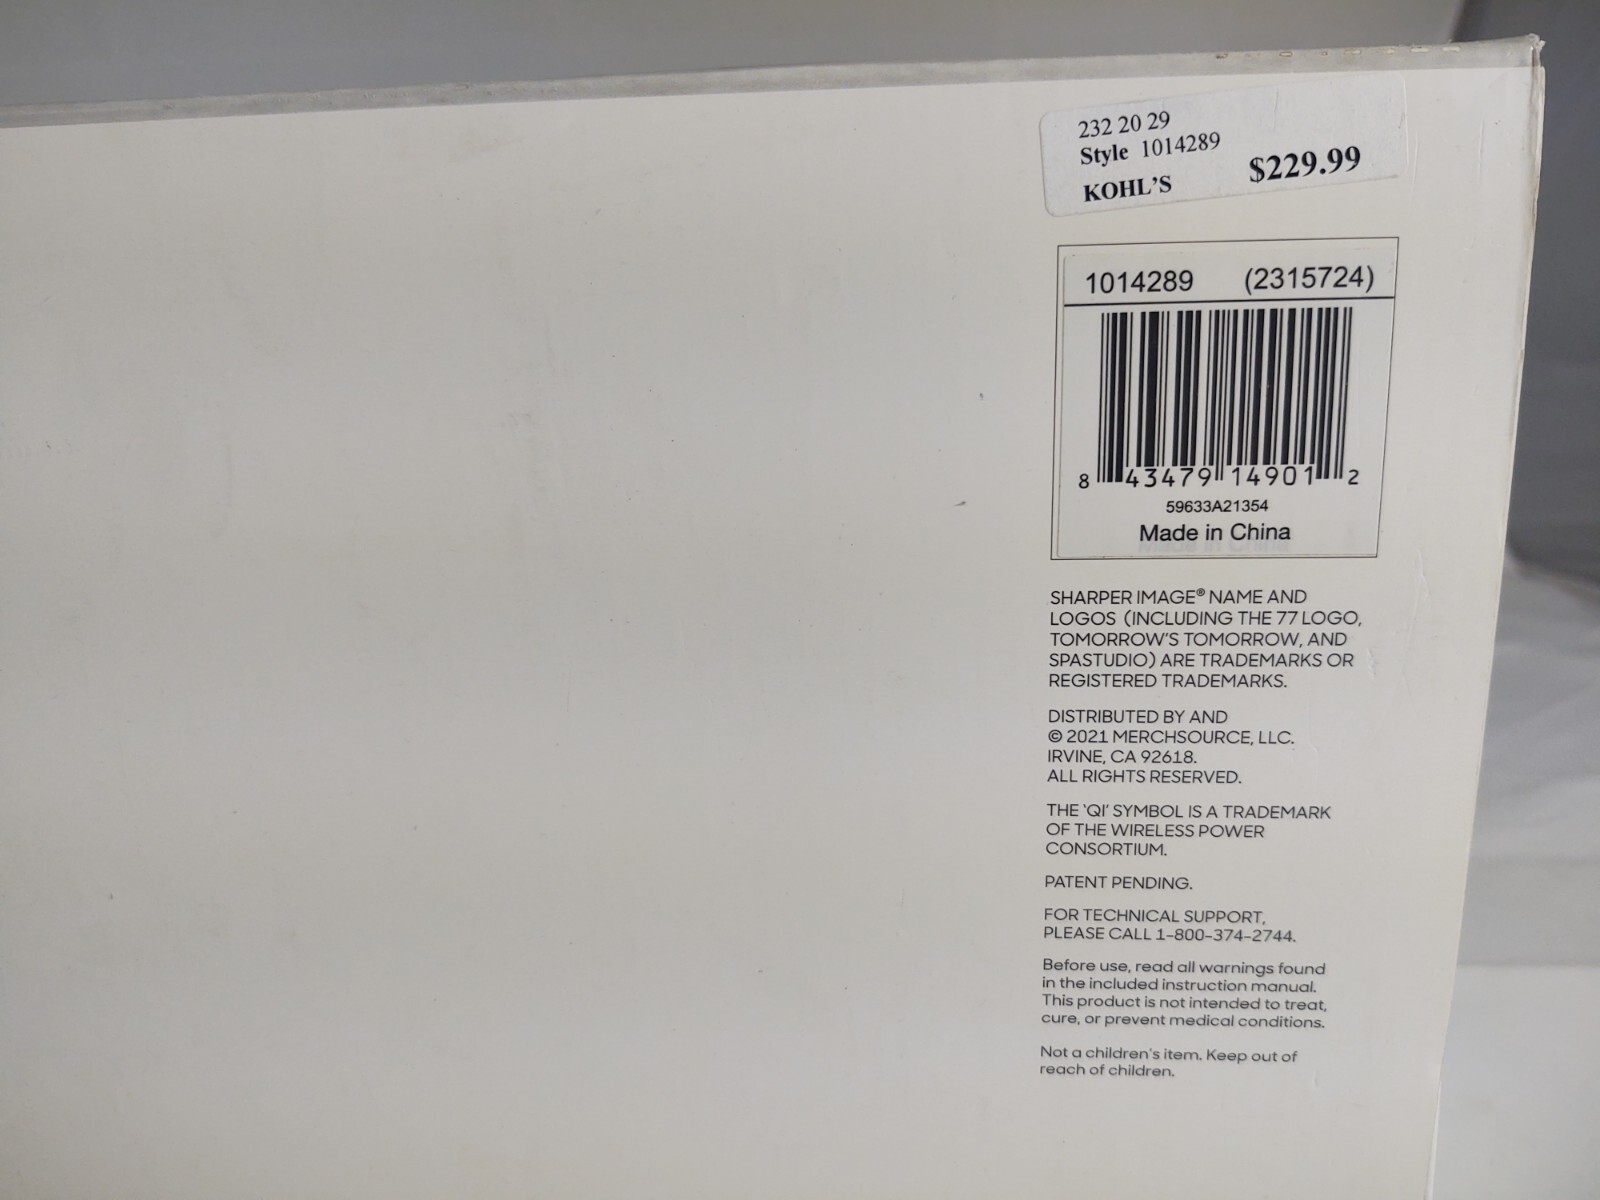 232 20 29
Style 1014289
KOHL'S $229.99
1014289 (2315724)
8 43479 14901 2
59633A21354
Made in China
SHARPER IMAGE® NAME AND
LOGOS (INCLUDING THE 77 LOGO,
TOMORROW'S TOMORROW, AND
SPASTUDIO) ARE TRADEMARKS OR
REGISTERED TRADEMARKS.
DISTRIBUTED BY AND
© 2021 MERCHSOURCE, LLC.
IRVINE, CA 92618.
ALL RIGHTS RESERVED.
THE 'QI' SYMBOL IS A TRADEMARK
OF THE WIRELESS POWER
CONSORTIUM.
PATENT PENDING.
FOR TECHNICAL SUPPORT,
PLEASE CALL 1-800-374-2744.
Before use, read all warnings found
in the included instruction manual.
This product is not intended to treat,
cure, or prevent medical conditions.
Not a children's item. Keep out of
reach of children.